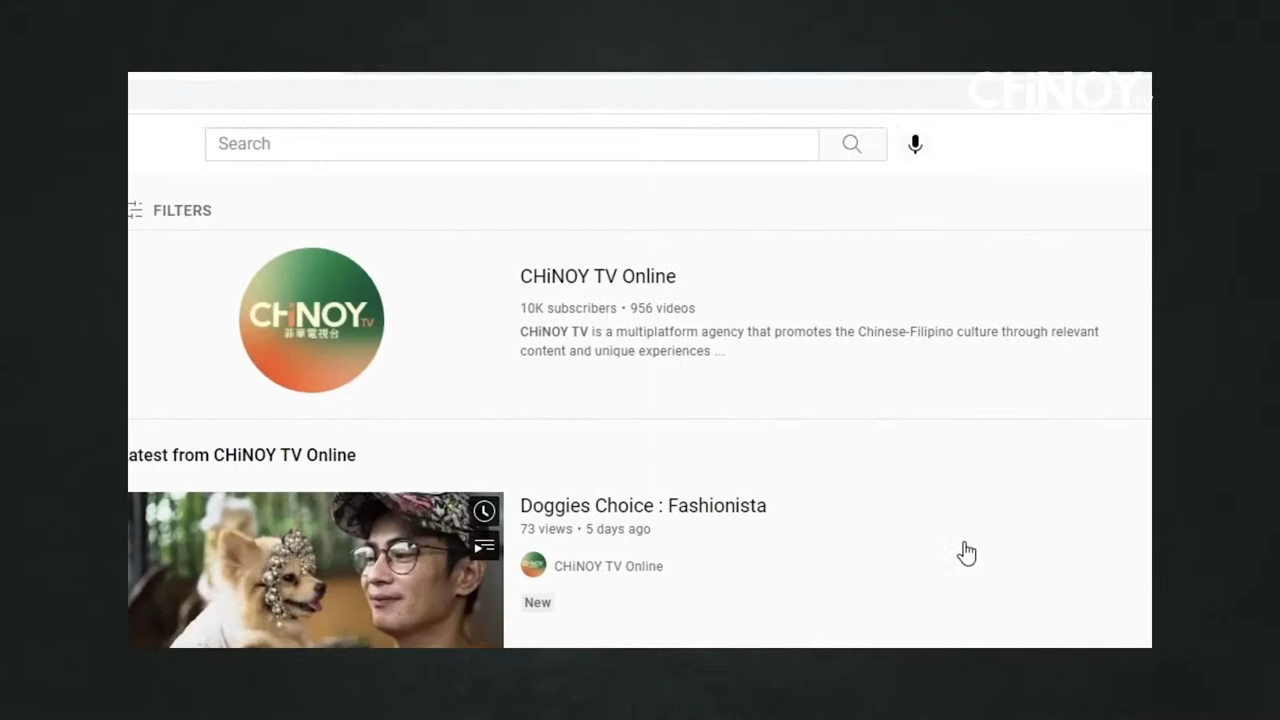 CHiNOY TV
Search
FILTERS
CHiNOY TV
菲華電視台
CHiNOY TV Online
10K subscribers • 956 videos
CHiNOY TV is a multiplatform agency that promotes the Chinese-Filipino culture through relevant
content and unique experiences ...
atest from CHiNOY TV Online
Doggies Choice : Fashionista
73 views • 5 days ago
CHiNOY TV Online
New